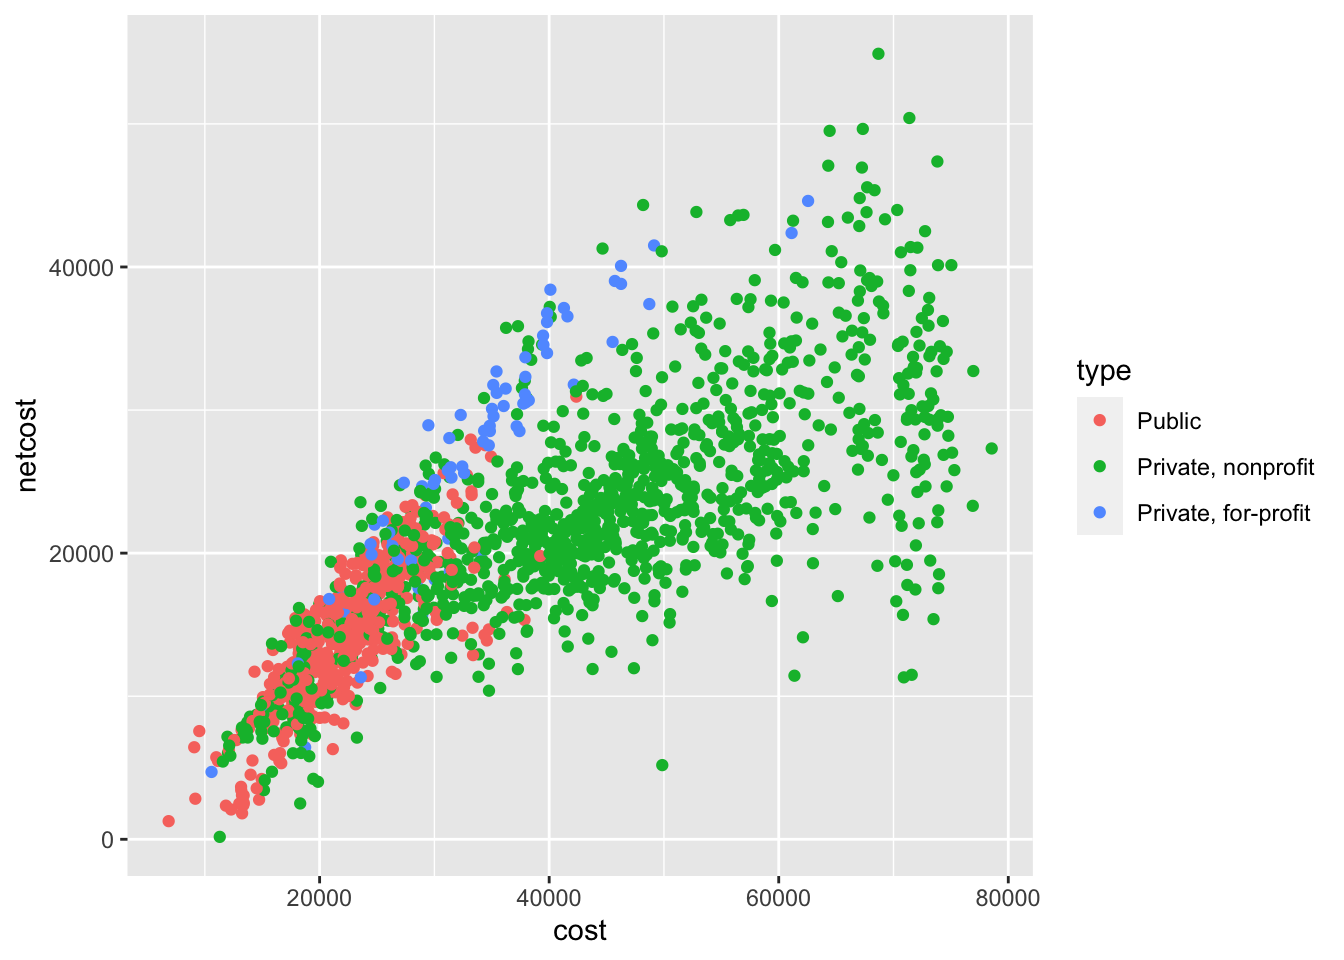 netcost
40000
20000
0
20000
40000
60000
80000
cost
type
Public
Private, nonprofit
Private, for-profit